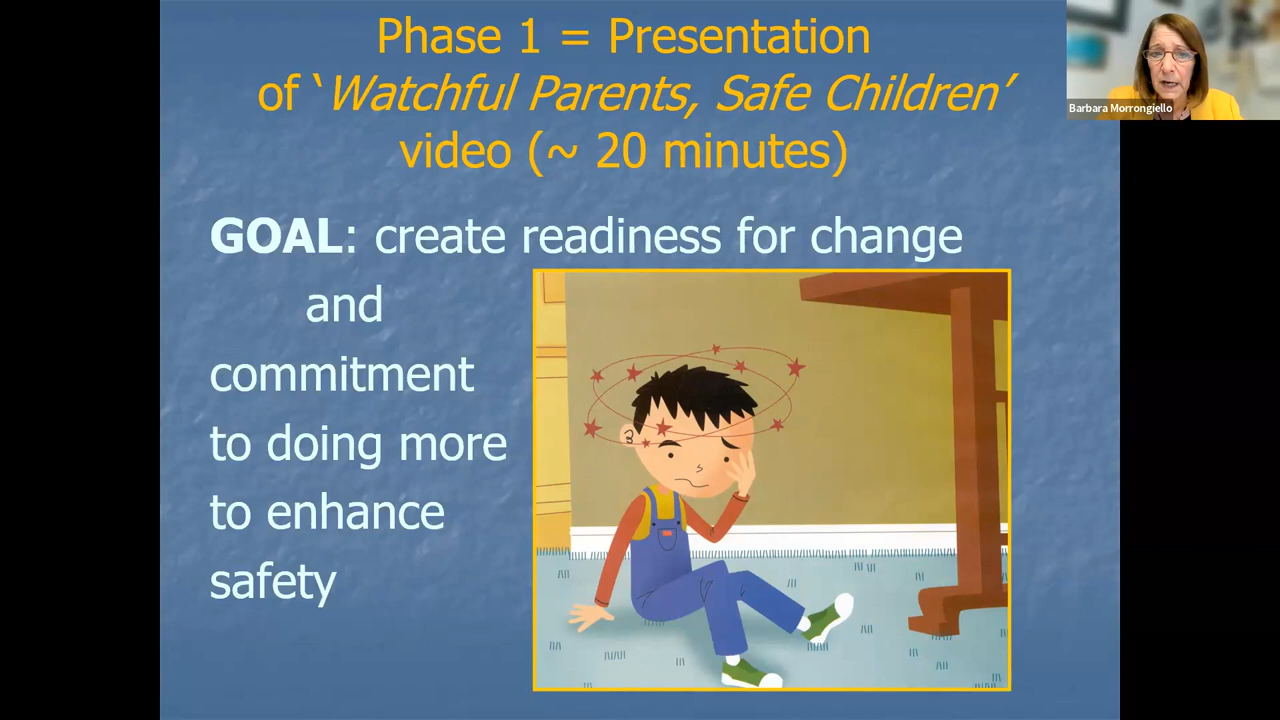 Phase 1 = Presentation
of ‘Watchful Parents, Safe Children’
video (~ 20 minutes)
Barbara Morrongiello
GOAL: create readiness for change
and
commitment
to doing more
to enhance
safety